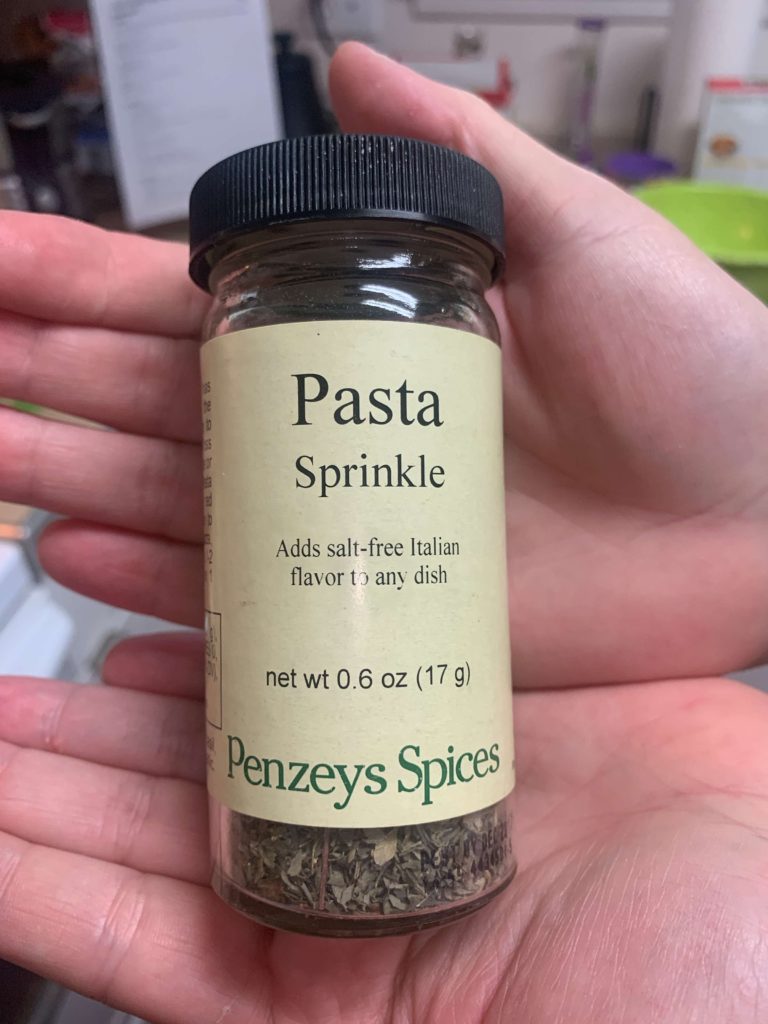 Pasta
Sprinkle
Adds salt-free Italian
flavor to any dish
net wt 0.6 oz (17 g)
Penzeys Spices